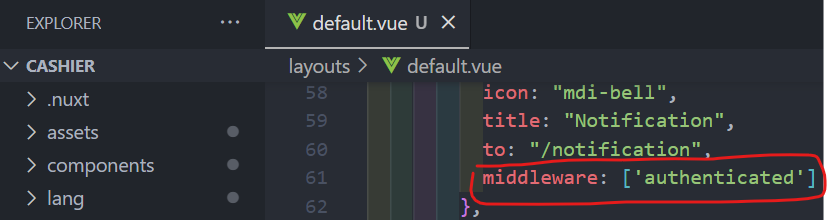 EXPLORER ··· default.vue U ×
CASHIER layouts > default.vue
> .nuxt 58 icon: "mdi-bell",
> assets 59 title: "Notification",
> components 60 to: "/notification",
> lang 61 middleware: ['authenticated']
62 },